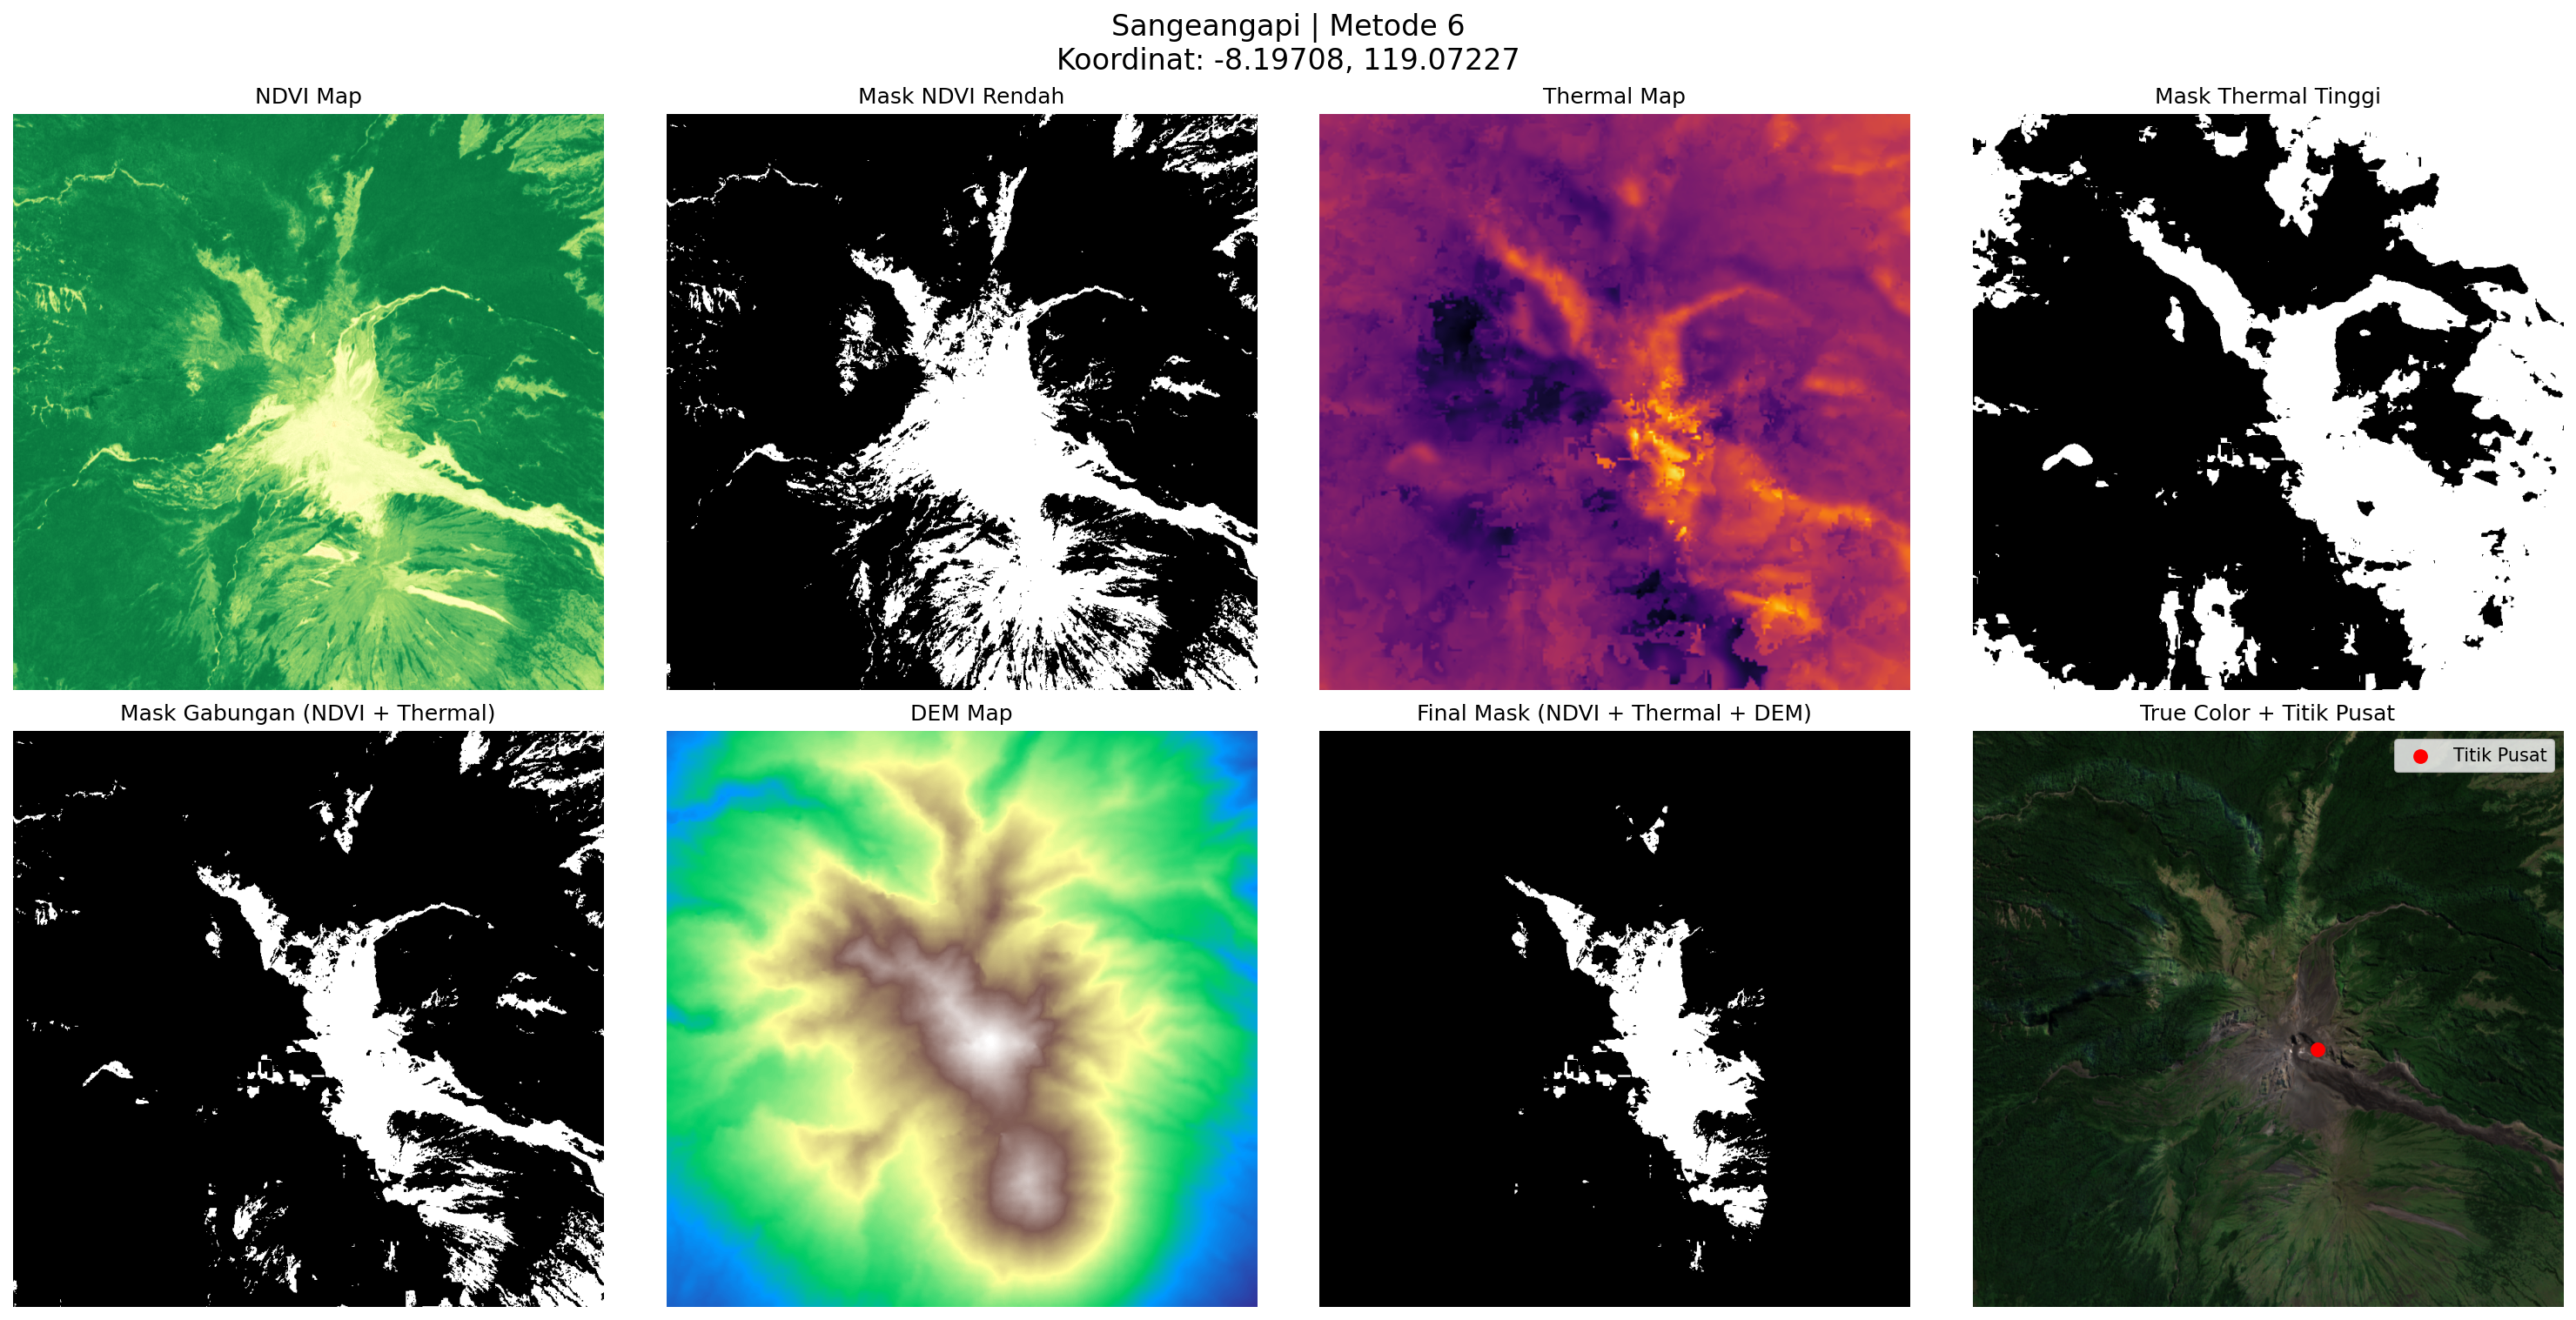 Sangeangapi | Metode 6
Koordinat: -8.19708, 119.07227
NDVI Map
Mask NDVI Rendah
Thermal Map
Mask Thermal Tinggi
Mask Gabungan (NDVI + Thermal)
DEM Map
Final Mask (NDVI + Thermal + DEM)
True Color + Titik Pusat
Titik Pusat